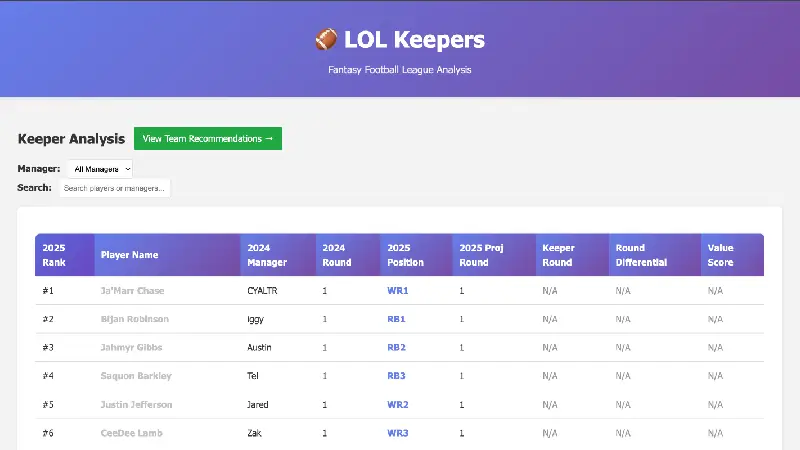 🏈 LOL Keepers
Fantasy Football League Analysis
Keeper Analysis
View Team Recommendations →
Manager: All Managers
Search: Search players or managers...
2025 Rank Player Name 2024 Manager 2024 Round 2025 Position 2025 Proj Round Keeper Round Round Differential Value Score
#1 Ja'Marr Chase CYALTR 1 WR1 1 N/A N/A N/A
#2 Bijan Robinson iggy 1 RB1 1 N/A N/A N/A
#3 Jahmyr Gibbs Austin 1 RB2 1 N/A N/A N/A
#4 Saquon Barkley Tel 1 RB3 1 N/A N/A N/A
#5 Justin Jefferson Jared 1 WR2 1 N/A N/A N/A
#6 CeeDee Lamb Zak 1 WR3 1 N/A N/A N/A